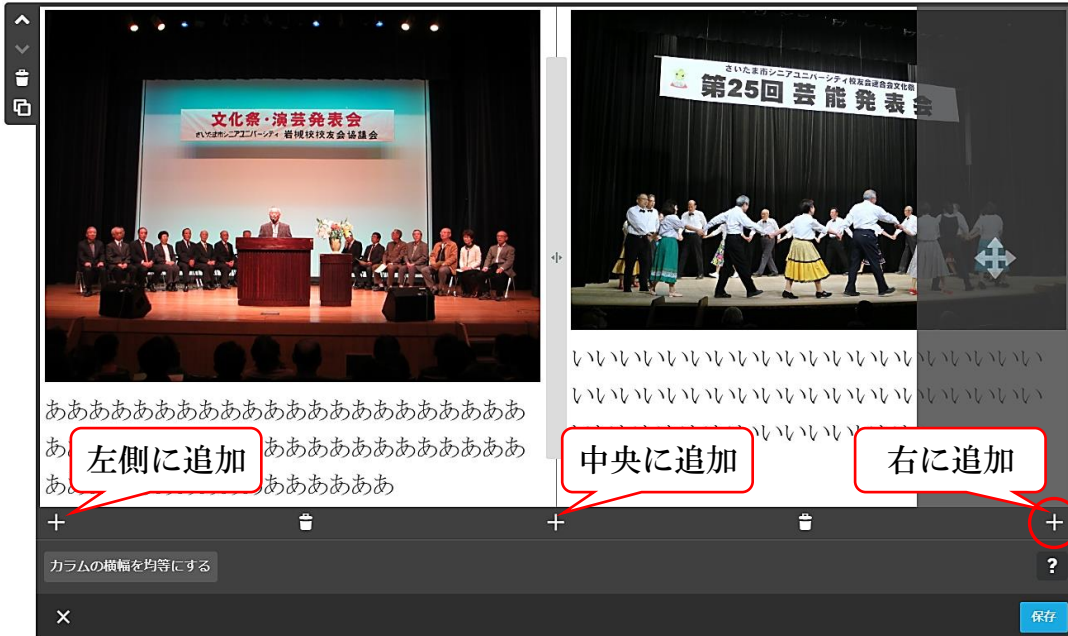 文化祭・演芸発表会
さいたま市シニアユニバーシティ 岩槻校校友会協議会
さいたま市シニアユニバーシティ校友会連合会文化祭
第25回 芸能発表会
ああああああああああああああああああああああ
あ ああああああああああああ
ああ ああああああ
いいいいいいいいいいいいいいいいいいいい
いいいいいいいいいいいいいいいいいいいい
いいいいいい
左側に追加
中央に追加
右に追加
カラムの横幅を均等にする
?
保存